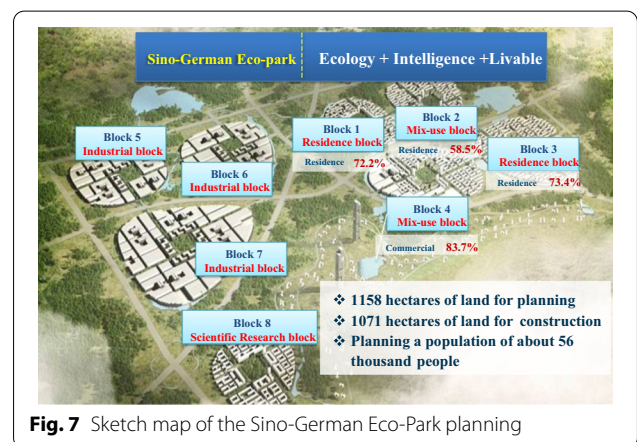 Sino-German Eco-park
Ecology + Intelligence +Livable
Block 5
Industrial block
Block 6
Industrial block
Block 1
Residence block
Residence 72.2%
Block 2
Mix-use block
Residence 58.5%
Block 3
Residence block
Residence 73.4%
Block 4
Mix-use block
Commercial 83.7%
Block 7
Industrial block
Block 8
Scientific Research block
❖ 1158 hectares of land for planning
❖ 1071 hectares of land for construction
❖ Planning a population of about 56
thousand people
Fig. 7 Sketch map of the Sino-German Eco-Park planning